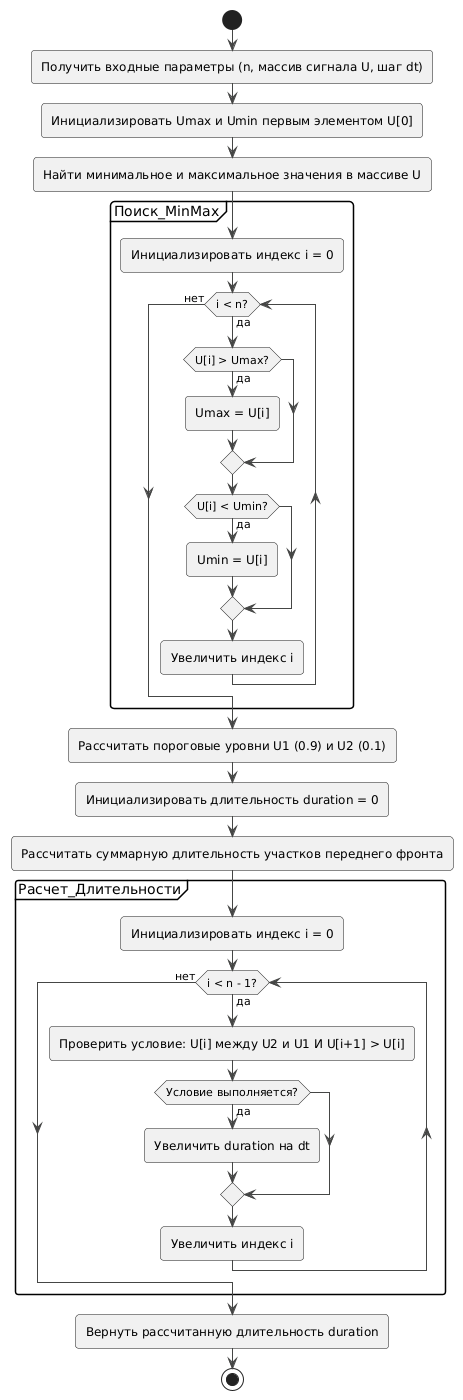 Получить входные параметры (n, массив сигнала U, шаг dt)
Инициализировать Umax и Umin первым элементом U[0]
Найти минимальное и максимальное значения в массиве U
Поиск_MinMax
Инициализировать индекс i = 0
нет
i < n?
да
U[i] > Umax?
да
Umax = U[i]
U[i] < Umin?
да
Umin = U[i]
Увеличить индекс i
Рассчитать пороговые уровни U1 (0.9) и U2 (0.1)
Инициализировать длительность duration = 0
Рассчитать суммарную длительность участков переднего фронта
Расчет_Длительности
Инициализировать индекс i = 0
нет
i < n - 1?
да
Проверить условие: U[i] между U2 и U1 И U[i+1] > U[i]
Условие выполняется?
да
Увеличить duration на dt
Увеличить индекс i
Вернуть рассчитанную длительность duration